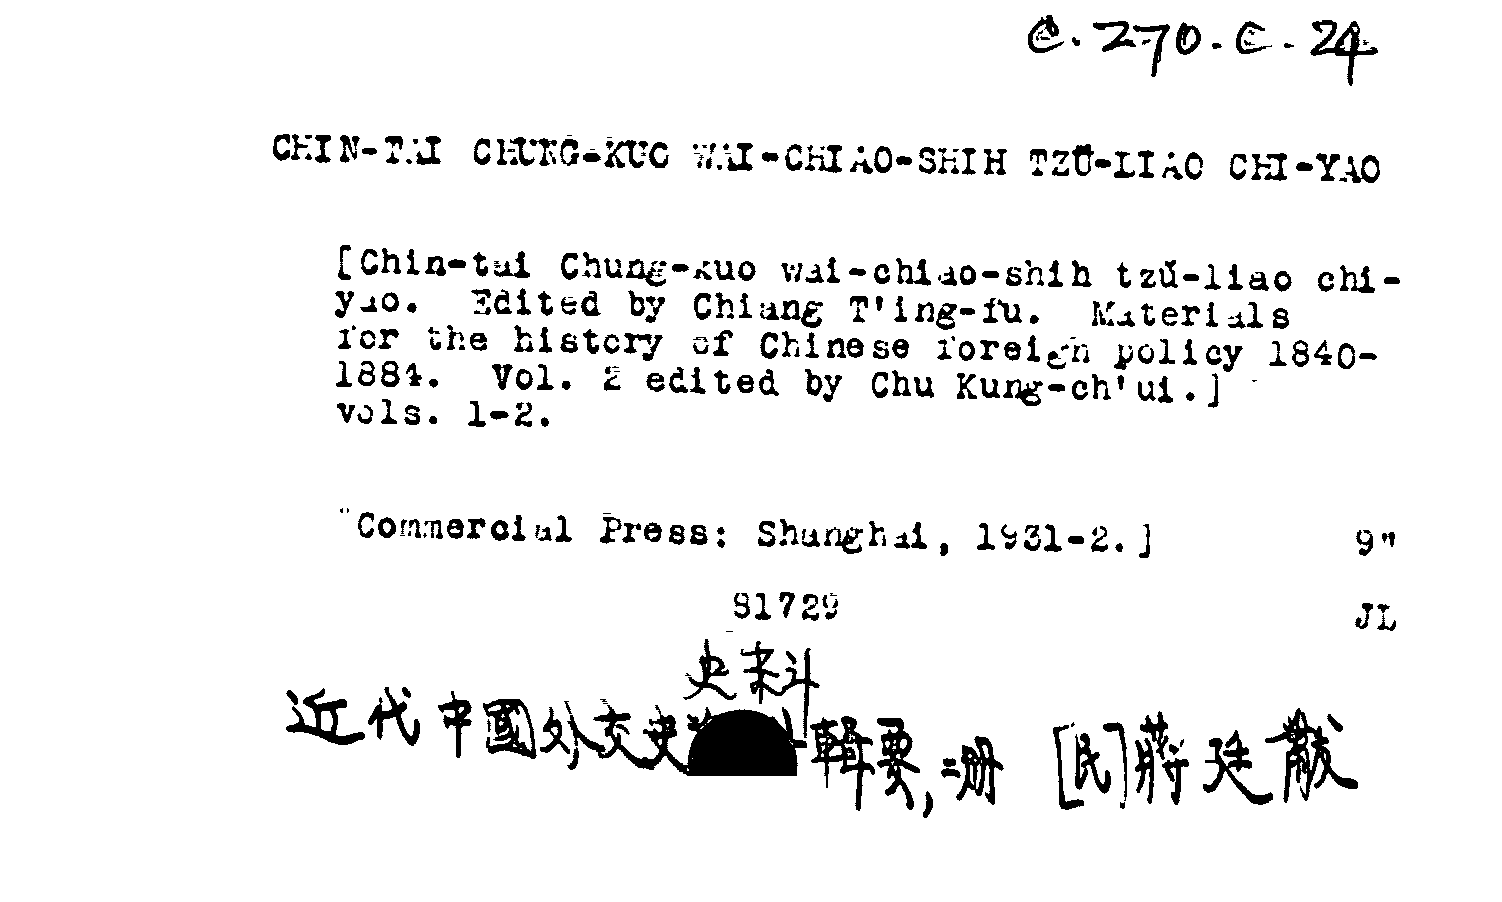 C.270.c.24
CHIN-TAI CHUNG-KUO WAI-CHIAO-SHIH TZŬ-LIAO CHI-YAO
[Chin-tai Chung-kuo wai-chiao-shih tzŭ-liao chi-
yao. Edited by Chiang T'ing-fu. Materials
for the history of Chinese foreign policy 1840-
1884. Vol. 2 edited by Chu Kung-ch'ui.]
vols. 1-2.
Commercial Press: Shanghai, 1931-2.] 9"
81729 JL
史料
近代中國外交史 輯要, 二册 [民]蔣廷黻